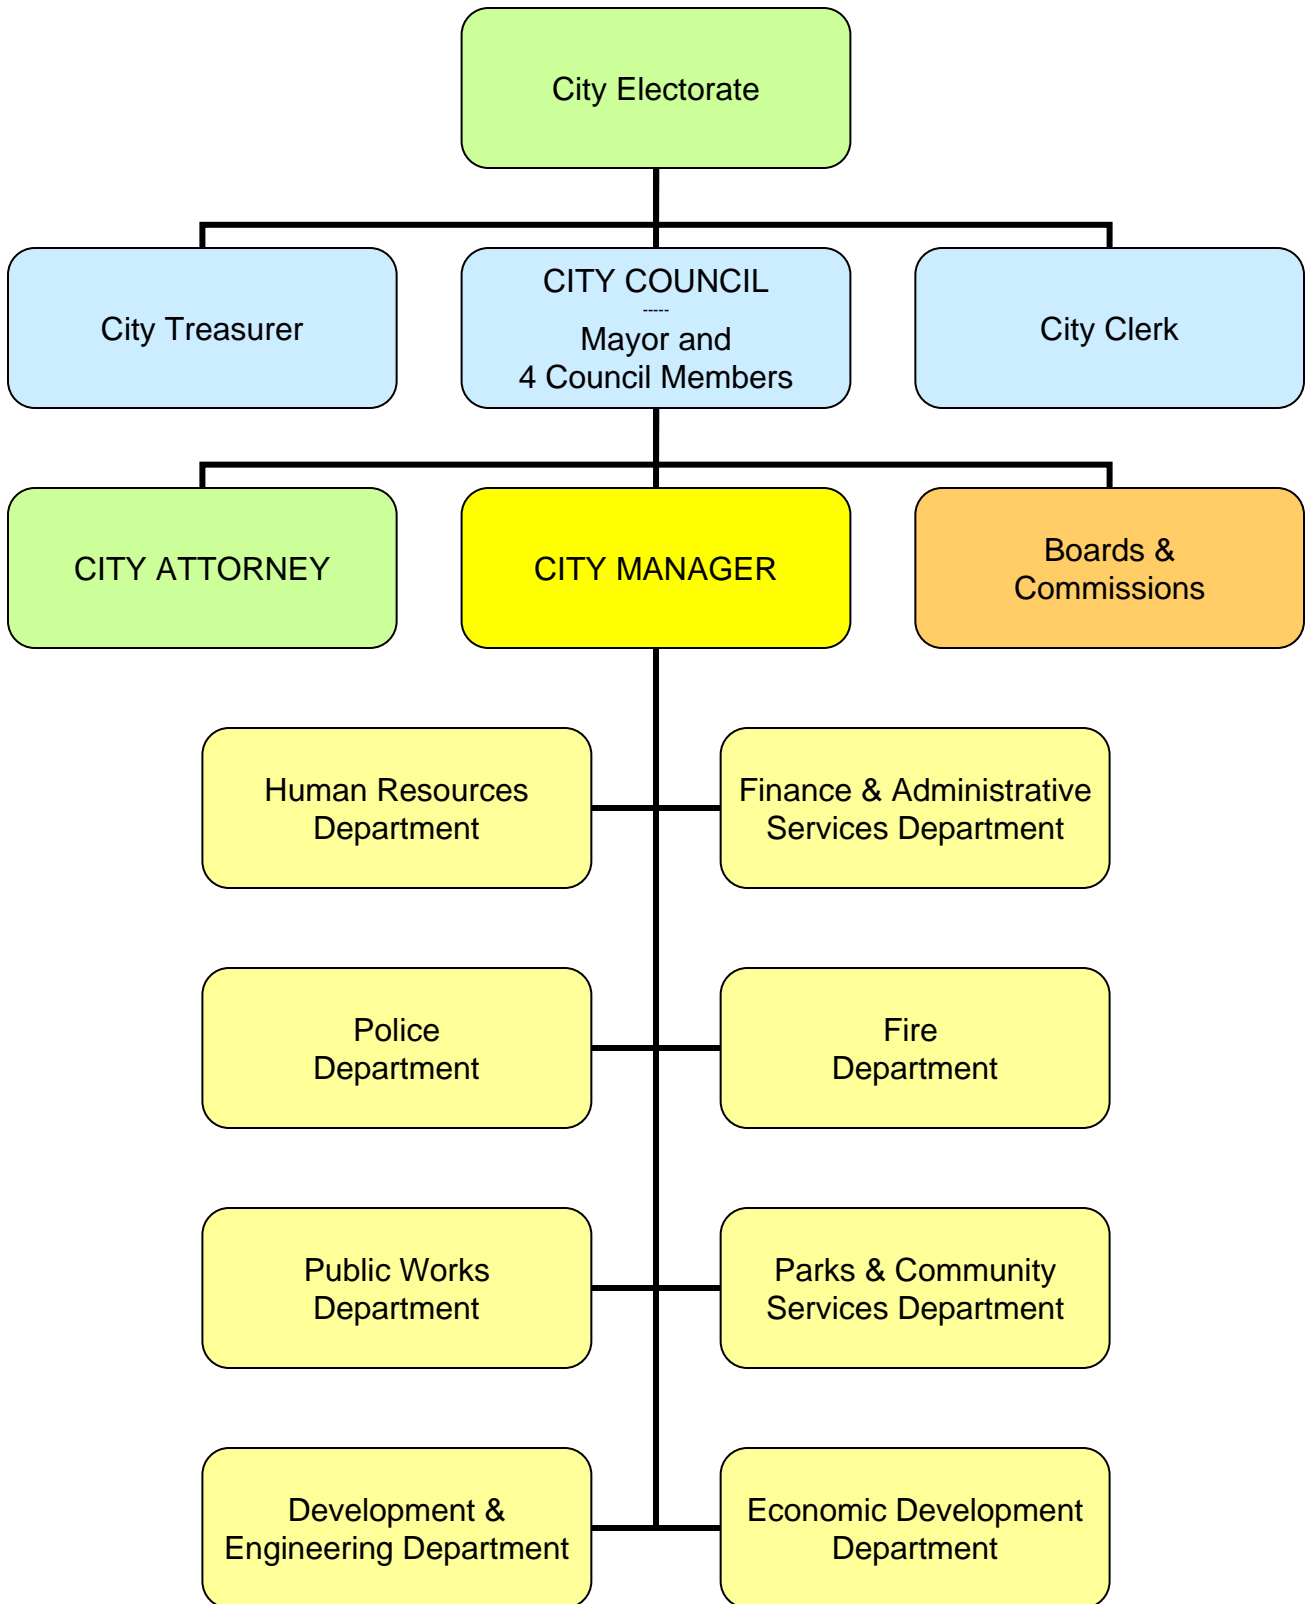 City Electorate
City Treasurer
CITY COUNCIL
-----
Mayor and
4 Council Members
City Clerk
CITY ATTORNEY
CITY MANAGER
Boards &
Commissions
Human Resources
Department
Finance & Administrative
Services Department
Police
Department
Fire
Department
Public Works
Department
Parks & Community
Services Department
Development &
Engineering Department
Economic Development
Department